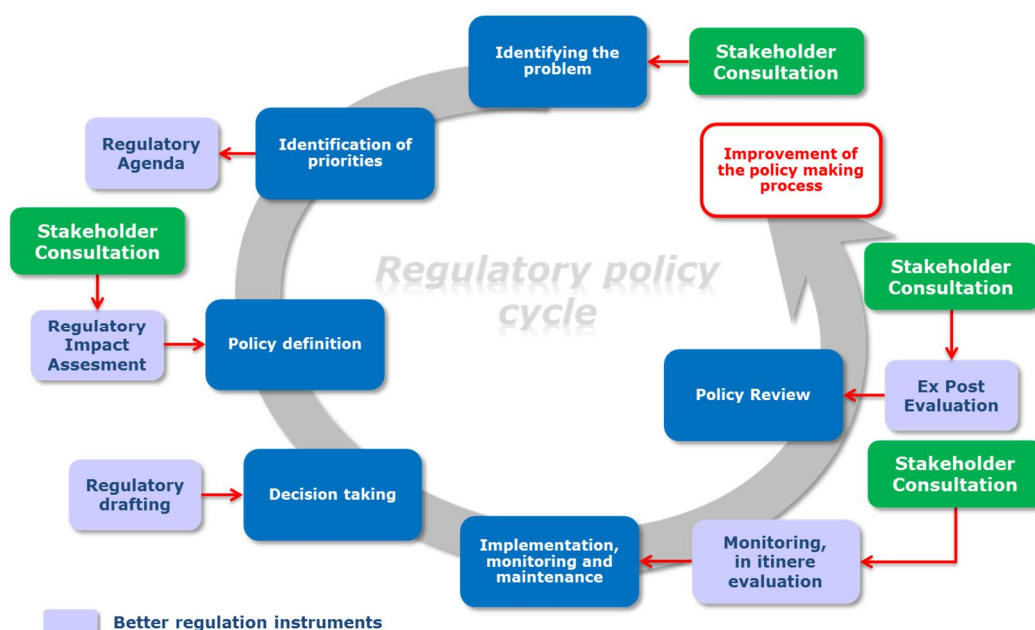 Identifying the
problem
Stakeholder
Consultation
Regulatory
Agenda
Identification of
priorities
Improvement of
the policy making
process
Stakeholder
Consultation
Regulatory policy
cycle
Stakeholder
Consultation
Regulatory
Impact
Assesment
Policy definition
Policy Review
Ex Post
Evaluation
Stakeholder
Consultation
Regulatory
drafting
Decision taking
Implementation,
monitoring and
maintenance
Monitoring,
in itinere
evaluation
Better regulation instruments